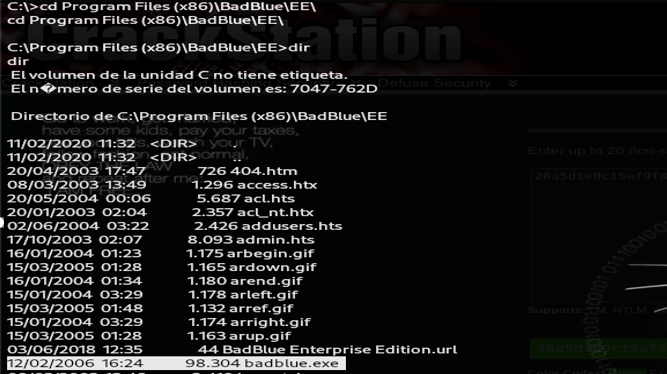 C:\>cd Program Files (x86)\BadBlue\EE\
cd Program Files (x86)\BadBlue\EE\
C:\Program Files (x86)\BadBlue\EE>dir
dir
CrackStation
El volumen de la unidad C no tiene etiqueta.
Defuse Security
El n�mero de serie del volumen es: 7047-762D
Directorio de C:\Program Files (x86)\BadBlue\EE
have some kids, pay your taxes,
11/02/2020 11:32 <DIR> .
11/02/2020 11:32 <DIR> ..
Enter up to 20 non-s
20/04/2003 17:47 726 404.htm
28a5d1e0c15af9f8
08/03/2003 13:49 1.296 access.htx
20/05/2004 00:06 5.687 acl.hts
20/01/2003 02:04 2.357 acl_nt.htx
02/06/2004 03:22 2.426 addusers.hts
17/10/2003 02:07 8.093 admin.hts
16/01/2004 01:23 1.175 arbegin.gif
15/03/2005 01:28 1.165 ardown.gif
16/01/2004 01:34 1.180 arend.gif
15/01/2004 03:29 1.178 arleft.gif
15/03/2005 01:48 1.132 arref.gif
Supports: LM, NTLM,
15/01/2004 03:29 1.174 arright.gif
15/03/2005 01:28 1.163 arup.gif
03/06/2018 12:35 44 BadBlue Enterprise Edition.url
28a5d1e0c15af9f8
12/02/2006 16:24 98.304 badblue.exe